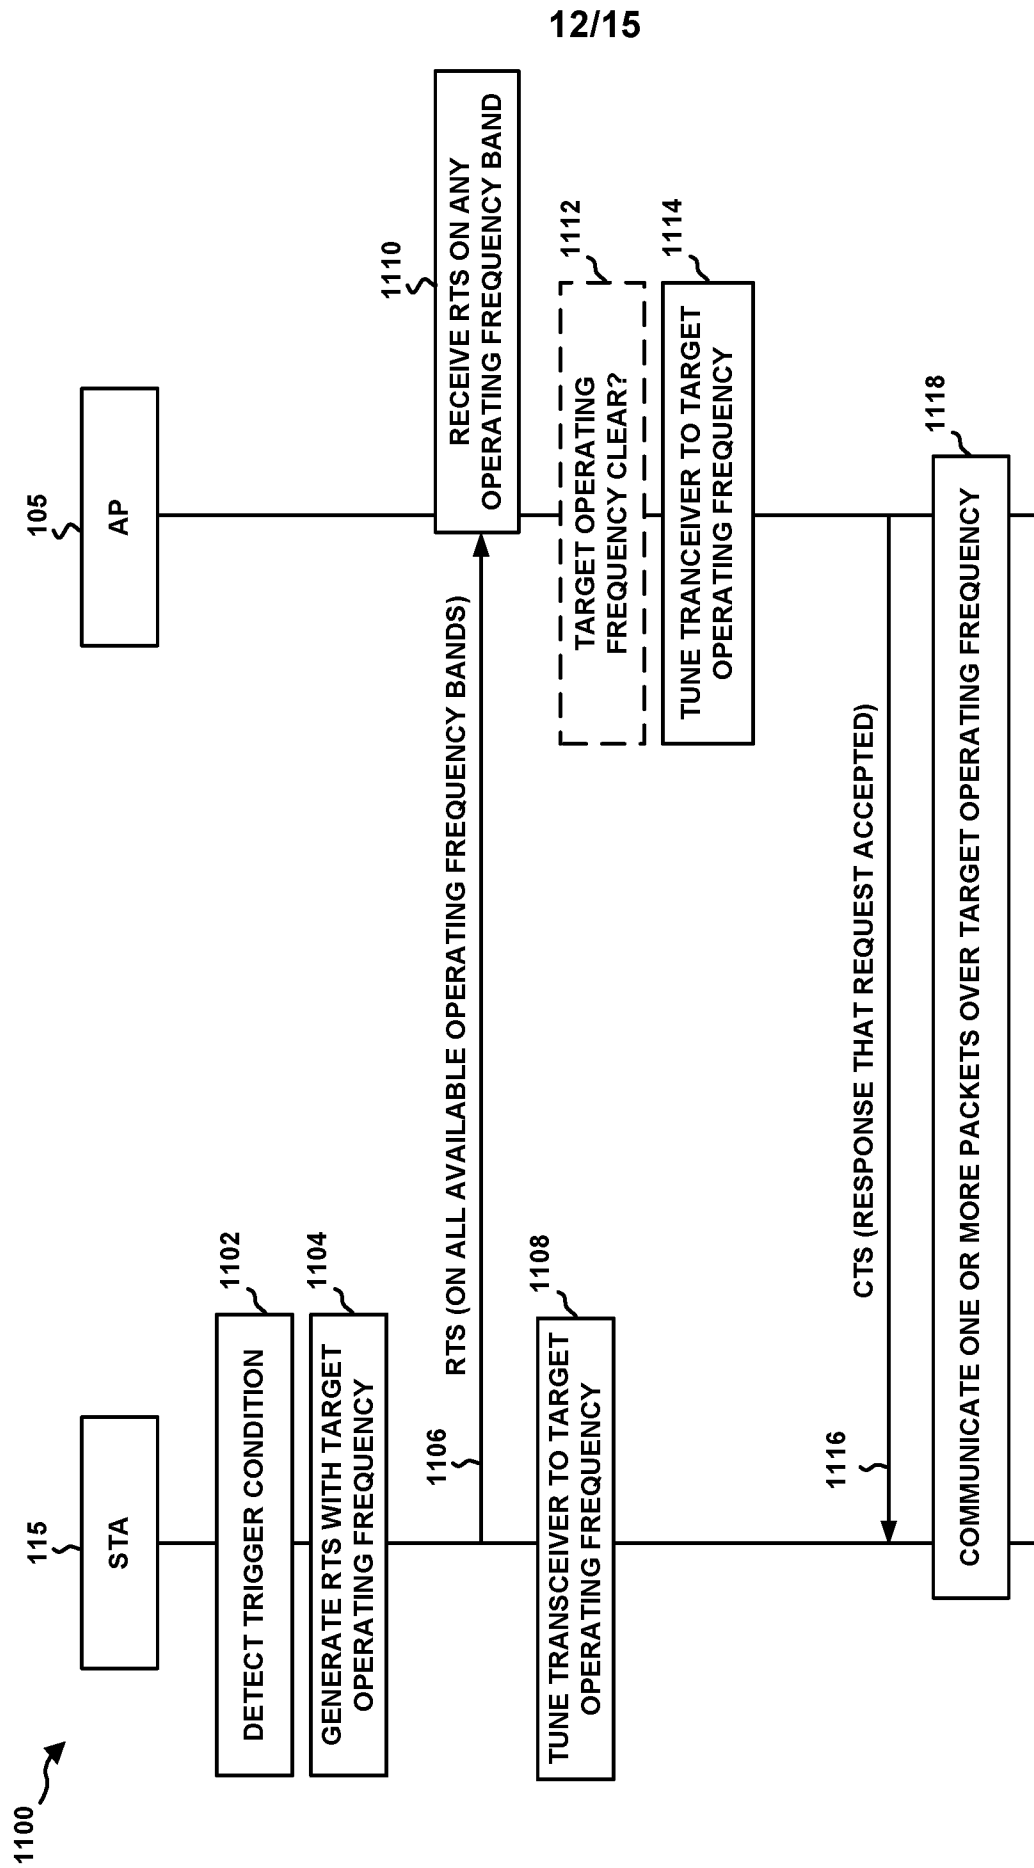 12/15
1100
115
STA
105
AP
1102
DETECT TRIGGER CONDITION
1104
GENERATE RTS WITH TARGET
OPERATING FREQUENCY
1106
RTS (ON ALL AVAILABLE OPERATING FREQUENCY BANDS)
1110
RECEIVE RTS ON ANY
OPERATING FREQUENCY BAND
1108
TUNE TRANSCEIVER TO TARGET
OPERATING FREQUENCY
1112
TARGET OPERATING
FREQUENCY CLEAR?
1114
TUNE TRANCEIVER TO TARGET
OPERATING FREQUENCY
1116
CTS (RESPONSE THAT REQUEST ACCEPTED)
1118
COMMUNICATE ONE OR MORE PACKETS OVER TARGET OPERATING FREQUENCY